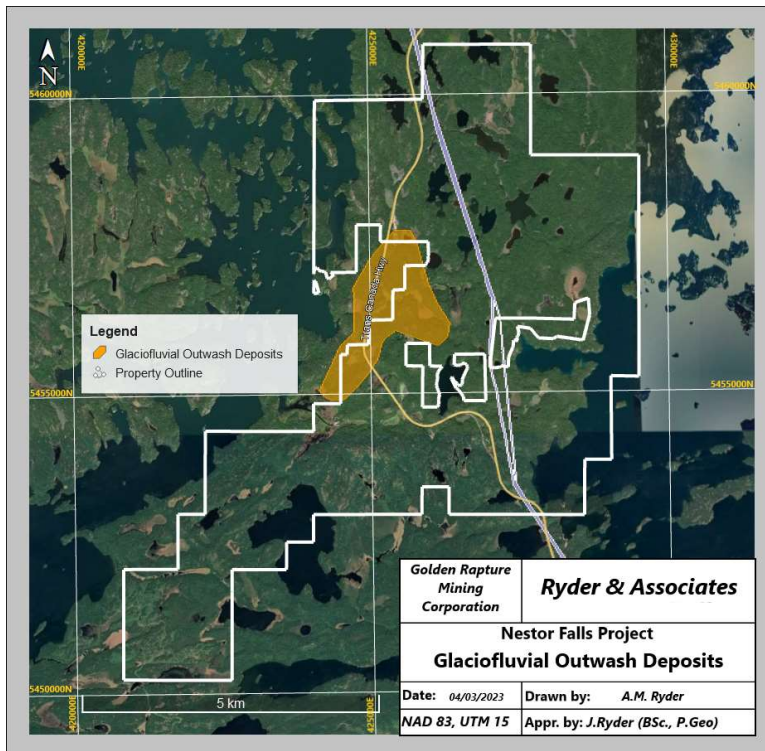 420000E
425000E
430000E
N
5460000N
5460000N
Trans-Canada Hwy
Legend
Glaciofluvial Outwash Deposits
Property Outline
5455000N
5455000N
5450000N
420000E
5 km
425000E
Golden Rapture
Mining
Corporation
Ryder & Associates
Nestor Falls Project
Glaciofluvial Outwash Deposits
Date: 04/03/2023
Drawn by: A.M. Ryder
NAD 83, UTM 15
Appr. by: J.Ryder (BSc., P.Geo)